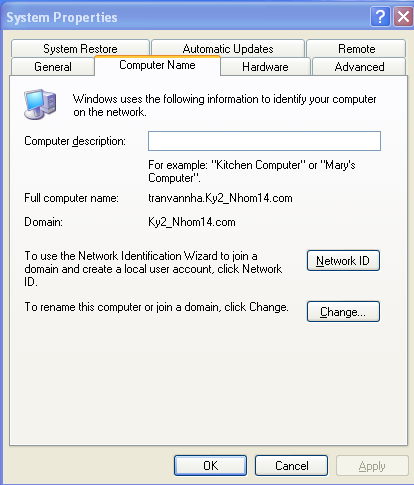 System Properties
System Restore Automatic Updates Remote
General Computer Name Hardware Advanced
Windows uses the following information to identify your computer
on the network.
Computer description:
For example: "Kitchen Computer" or "Mary's
Computer".
Full computer name: tranvannha.Ky2_Nhom14.com
Domain: Ky2_Nhom14.com
To use the Network Identification Wizard to join a
domain and create a local user account, click Network
ID.
Network ID
To rename this computer or join a domain, click Change.
Change...
OK Cancel Apply